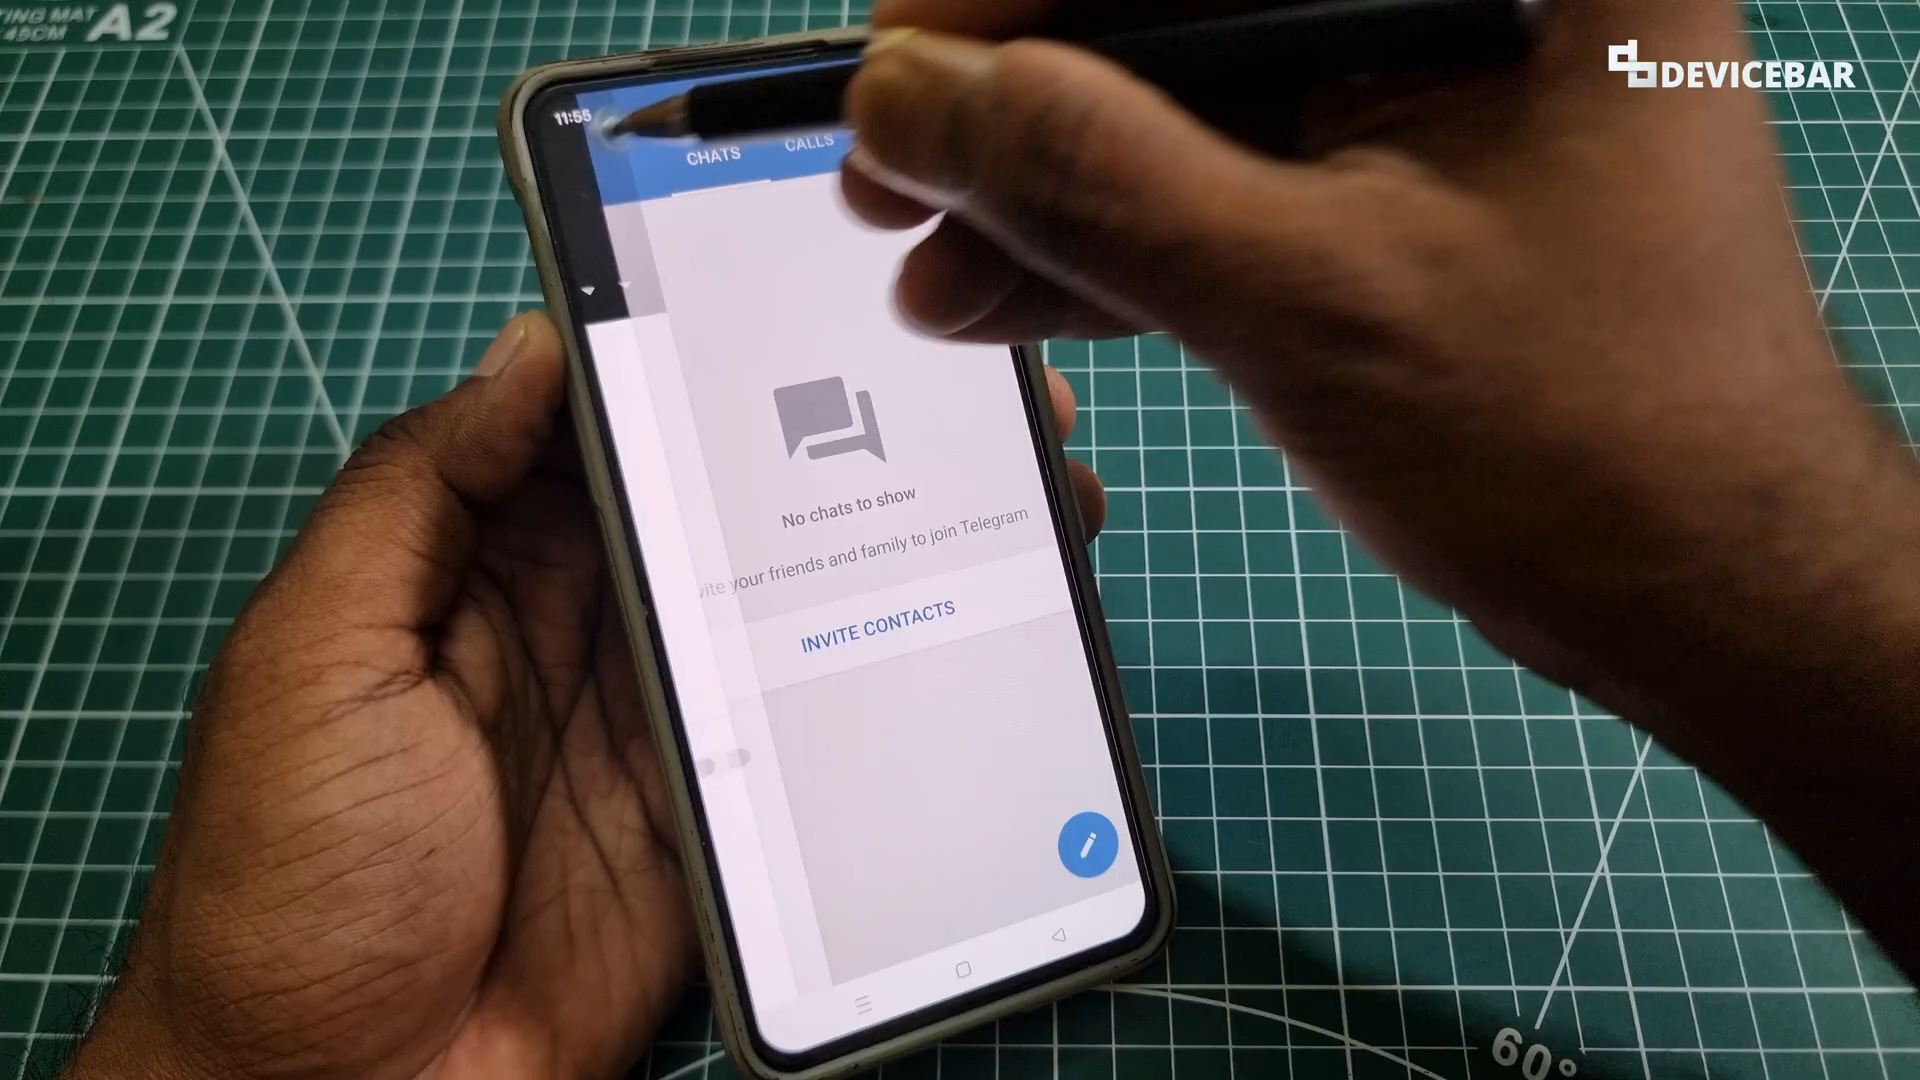 TING MAT A2
45CM
DEVICEBAR
11:55
CHATS CALLS
No chats to show
vite your friends and family to join Telegram
INVITE CONTACTS
60°